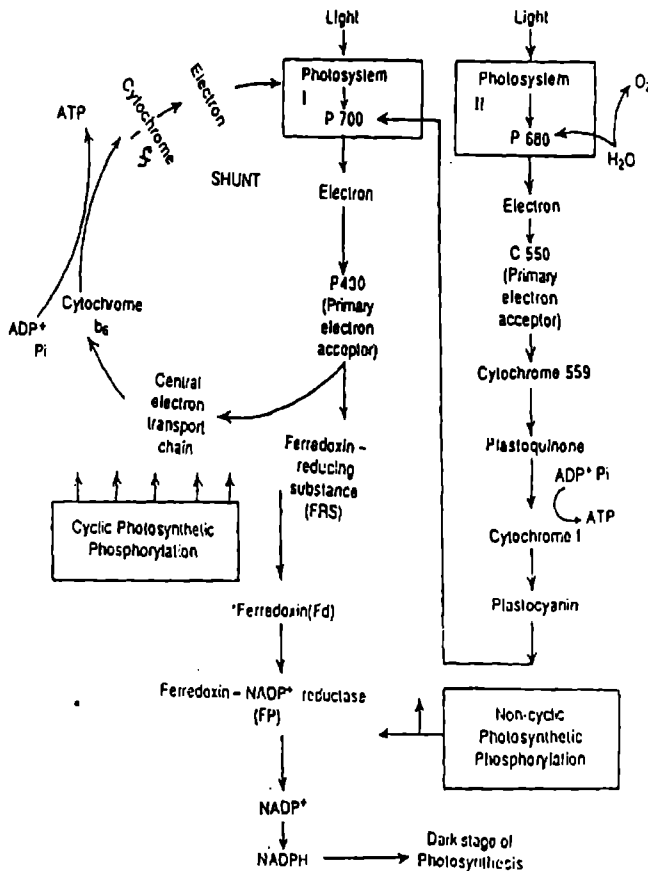 Light
Photosystem
I
P 700
Electron
P430
(Primary
electron
acceptor)
Ferredoxin –
reducing
substance
(FRS)
*Ferredoxin(Fd)
Ferredoxin – NADP+ reductase
(FP)
NADP+
NADPH
Dark stage of
Photosynthesis
Light
Photosystem
II
P 680
O2
H2O
Electron
C 550
(Primary
electron
acceptor)
Cytochrome 559
Plastoquinone
ADP+ Pi
ATP
Cytochrome f
Plastocyanin
Non-cyclic
Photosynthetic
Phosphorylation
Electron
Cytochrome
f
ATP
SHUNT
Cytochrome
b6
ADP+
Pi
Central
electron
transport
chain
Cyclic Photosynthetic
Phosphorylation